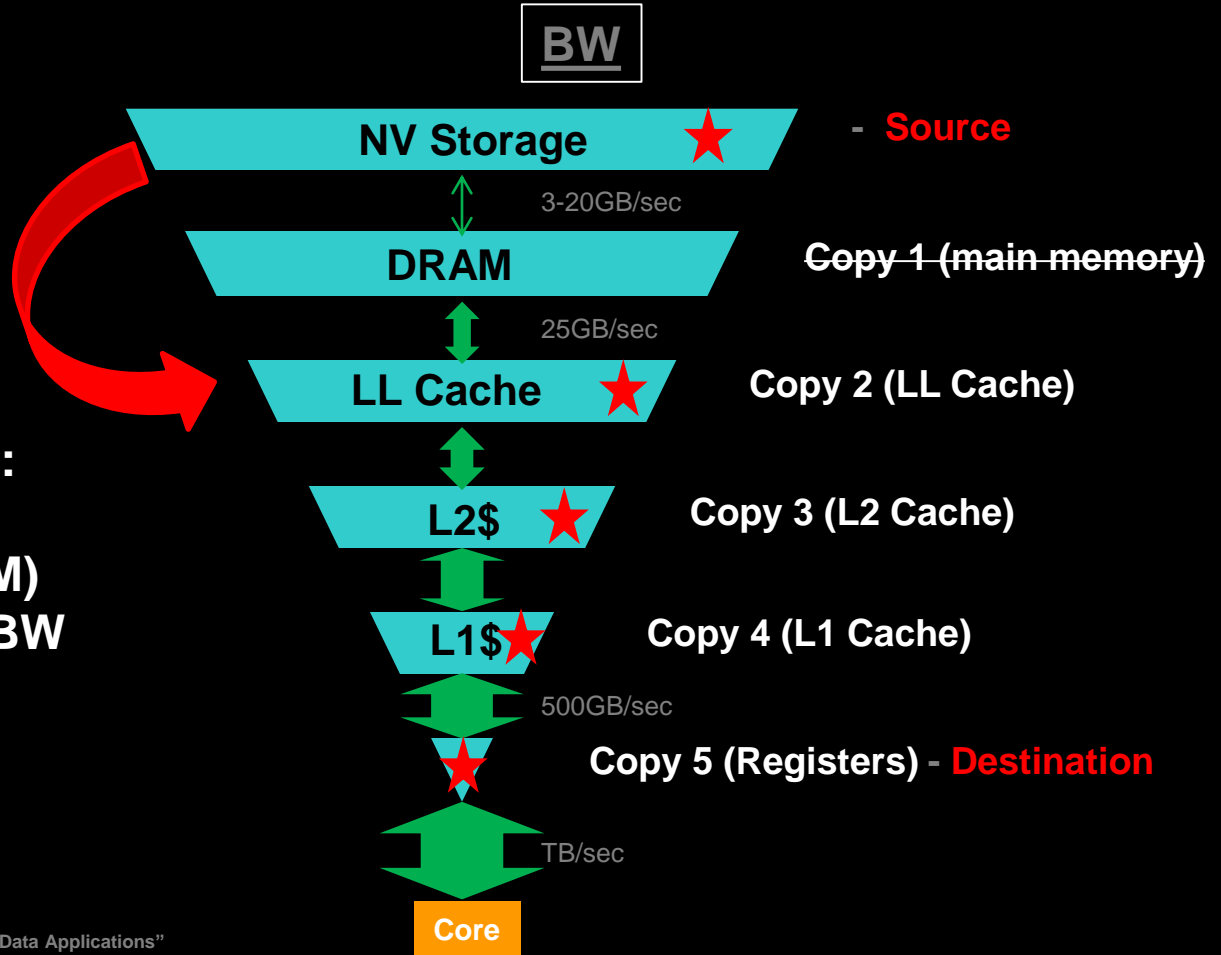 BW
NV Storage
- Source
3-20GB/sec
DRAM
Copy 1 (main memory)
25GB/sec
LL Cache
Copy 2 (LL Cache)
:
L2$
Copy 3 (L2 Cache)
M)
BW
L1$
Copy 4 (L1 Cache)
500GB/sec
Copy 5 (Registers) - Destination
TB/sec
Core
Data Applications”